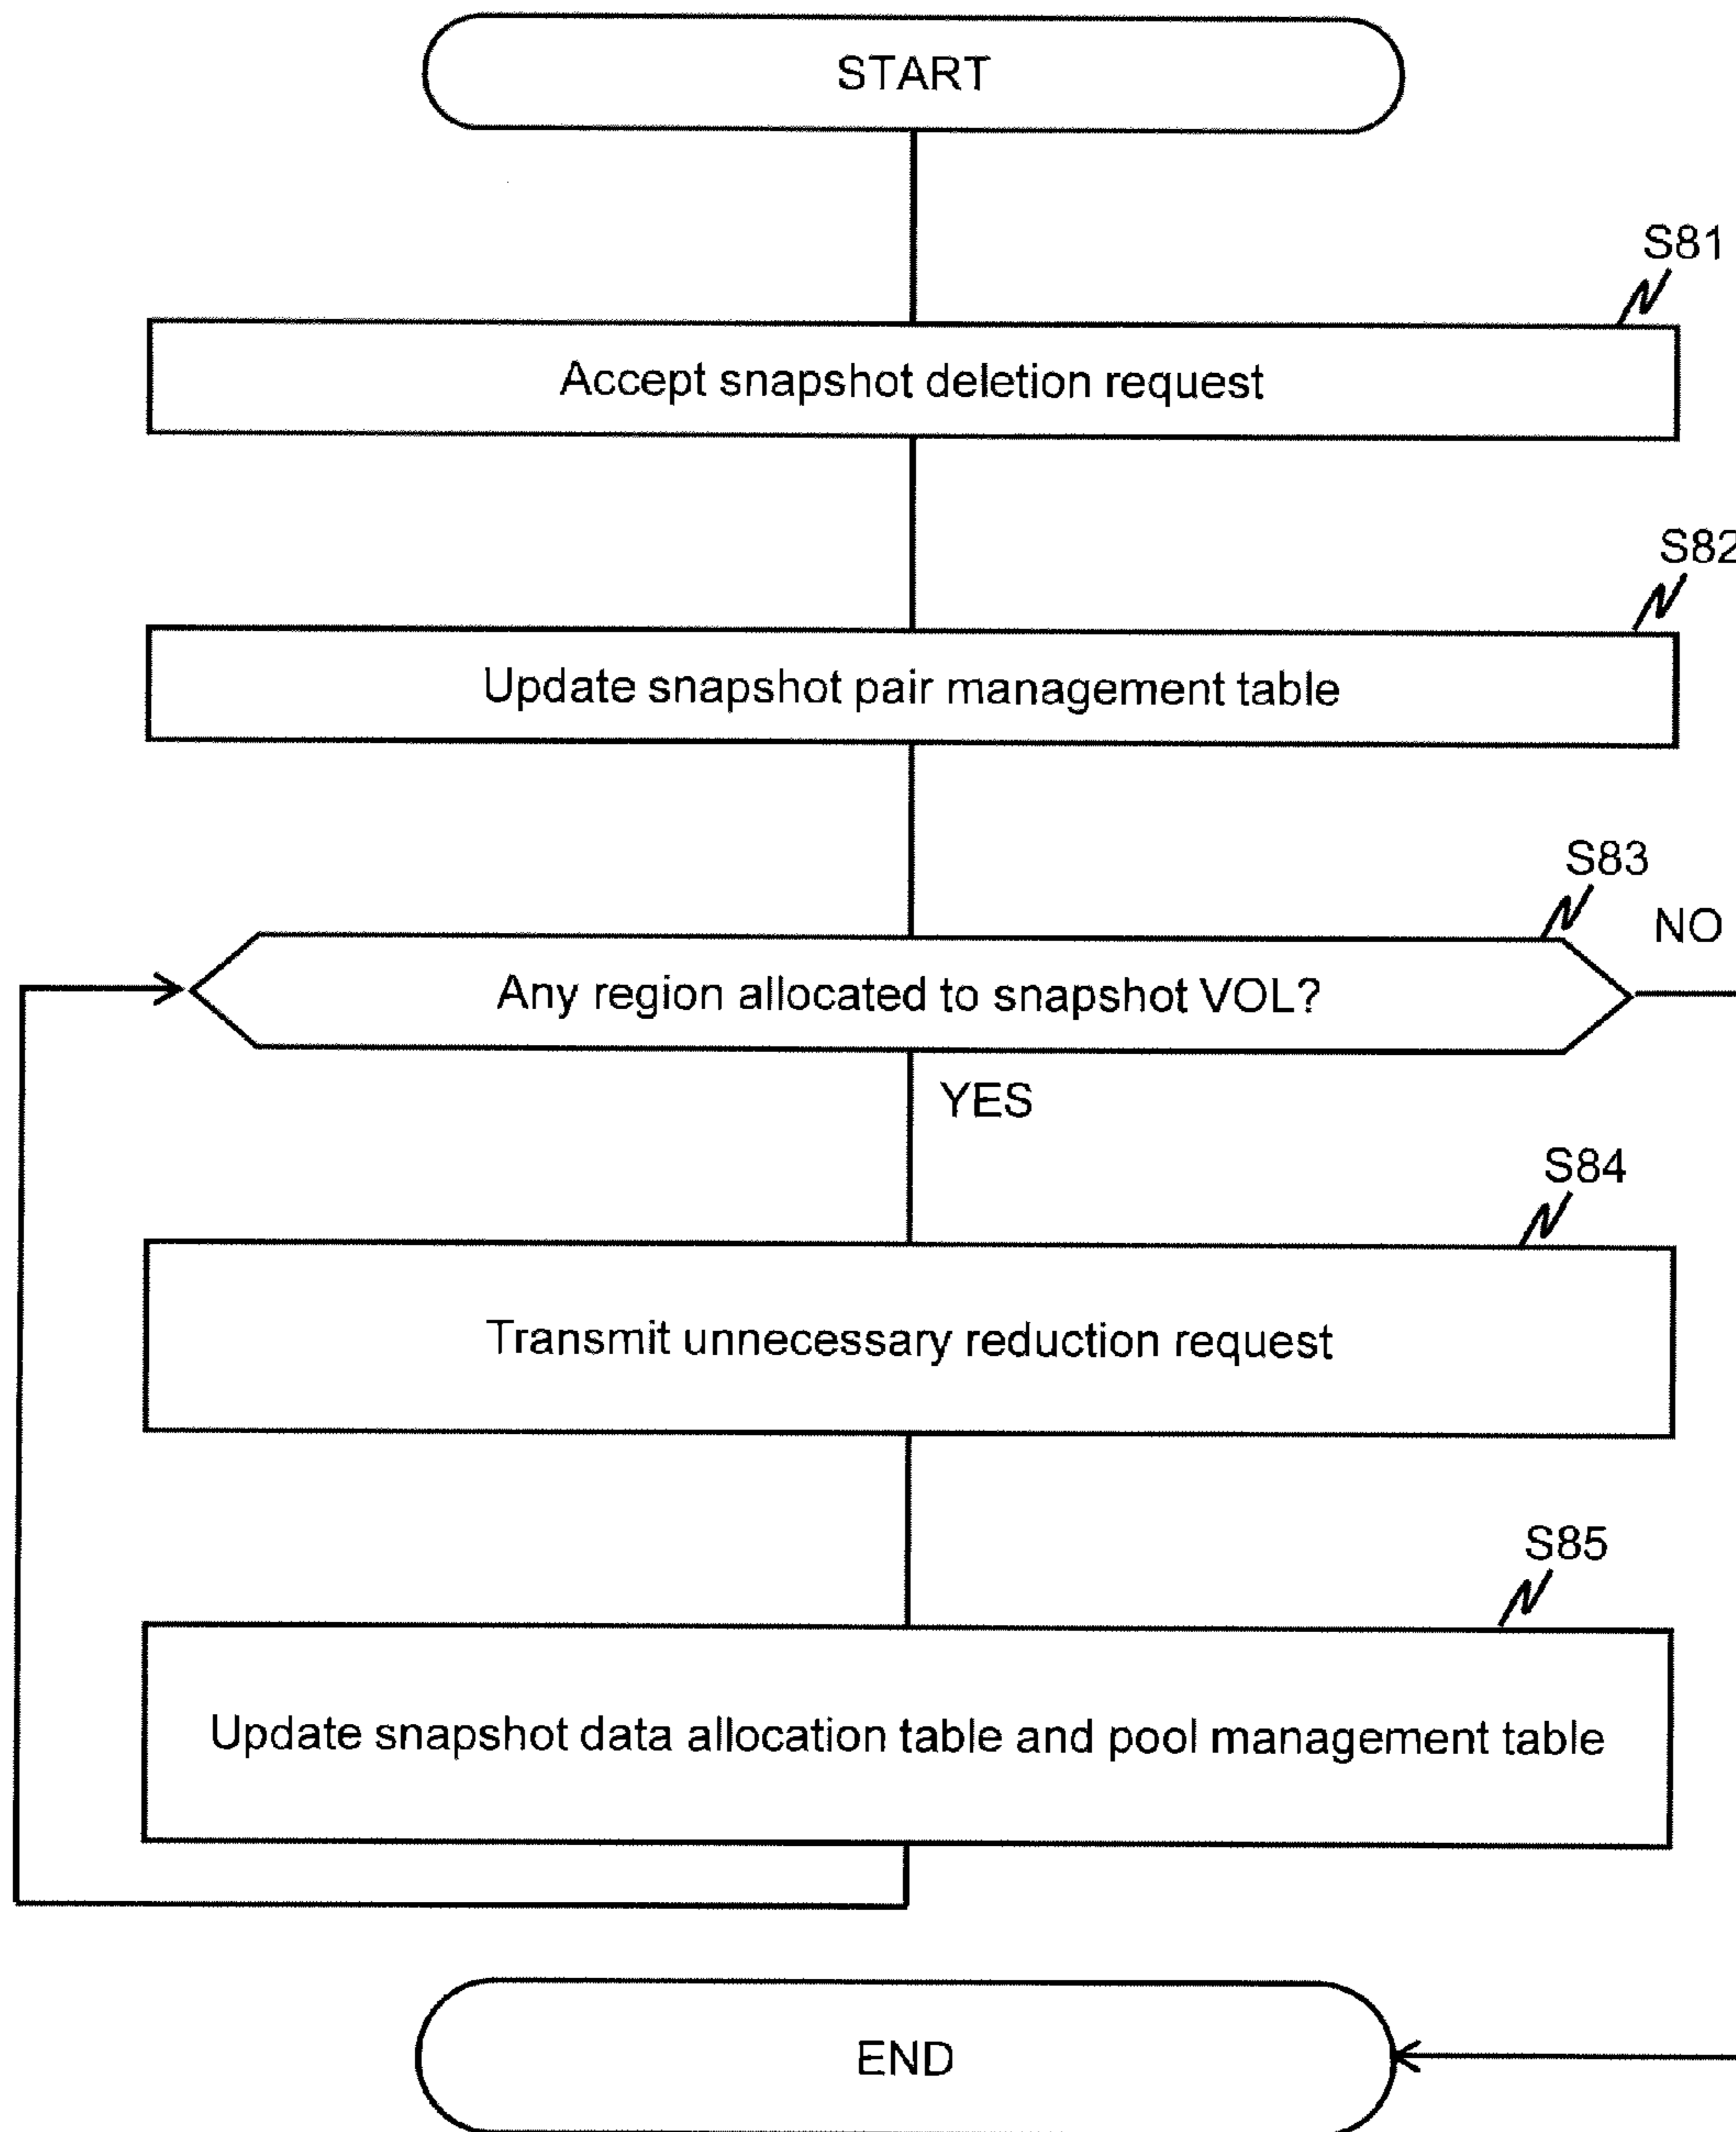 START
S81
Accept snapshot deletion request
S82
Update snapshot pair management table
S83
NO
Any region allocated to snapshot VOL?
YES
S84
Transmit unnecessary reduction request
S85
Update snapshot data allocation table and pool management table
END